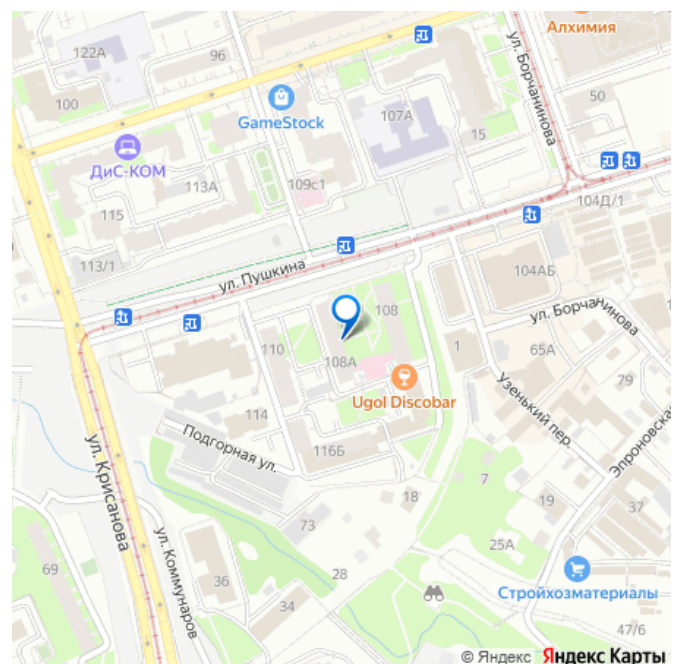 Алхимия
122А
96
ул. Борчанинова
100
50
GameStock
107А
15
ДиС-КОМ
113А
109с1
104Д/1
115
113/1
ул. Пушкина
104АБ
108
ул. Борчанинова
110
108А
1
65А
79
Ugol Discobar
Узенький пер.
114
Эпроновская
Подгорная ул.
116Б
7
ул. Крисанова
18
19
37
73
ул. Коммунаров
25А
69
36
28
Стройхозматериалы
34
47/6
© Яндекс Яндекс Карты